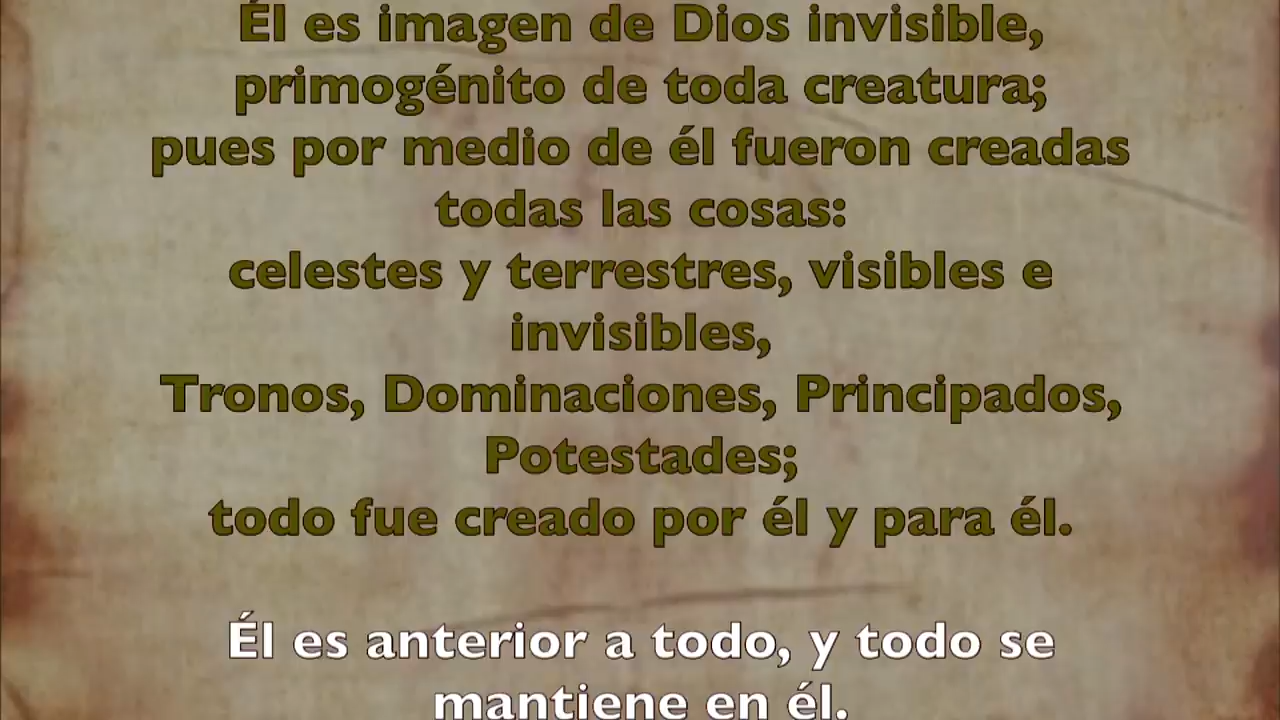 Él es imagen de Dios invisible,
primogénito de toda creatura;
pues por medio de él fueron creadas
todas las cosas:
celestes y terrestres, visibles e
invisibles,
Tronos, Dominaciones, Principados,
Potestades;
todo fue creado por él y para él.
Él es anterior a todo, y todo se
mantiene en él.